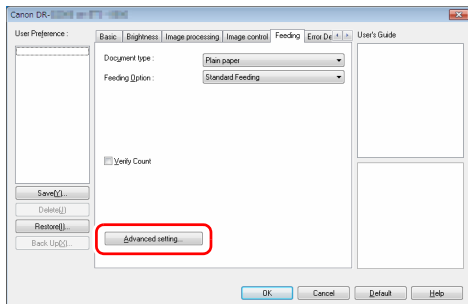 Canon DR-
User Preference :
Basic Brightness Image processing Image control Feeding Error De
User's Guide
Document type :
Plain paper
Feeding Option :
Standard Feeding
Verify Count
Save(Y)...
Delete(J)
Restore(I)...
Back Up(X)...
Advanced setting...
OK Cancel Default Help